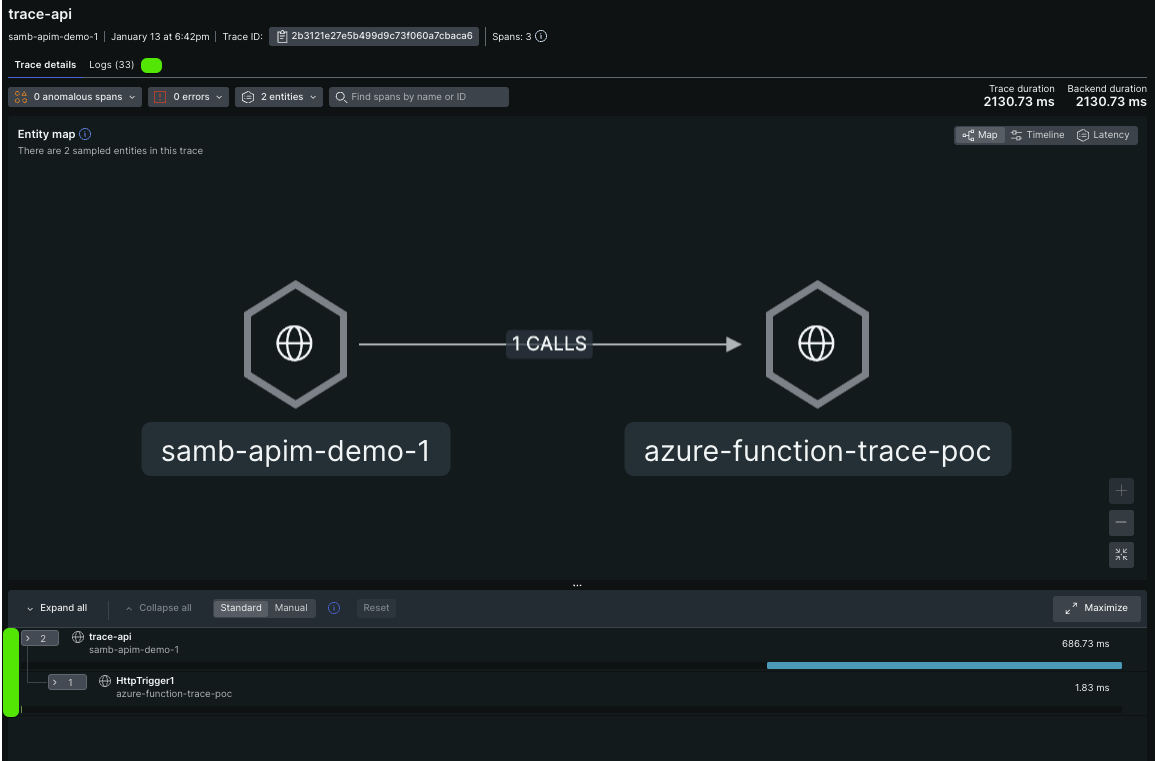 trace-api
samb-apim-demo-1 January 13 at 6:42pm Trace ID: 2b3121e27e5b499d9c73f060a7cbaca6 Spans: 3
Trace details Logs (33)
0 anomalous spans 0 errors 2 entities Find spans by name or ID
Trace duration Backend duration
2130.73 ms 2130.73 ms
Entity map
There are 2 sampled entities in this trace
Map Timeline Latency
1 CALLS
samb-apim-demo-1 azure-function-trace-poc
Expand all Collapse all Standard Manual Reset Maximize
2 trace-api
samb-apim-demo-1
686.73 ms
1 HttpTrigger1
azure-function-trace-poc
1.83 ms